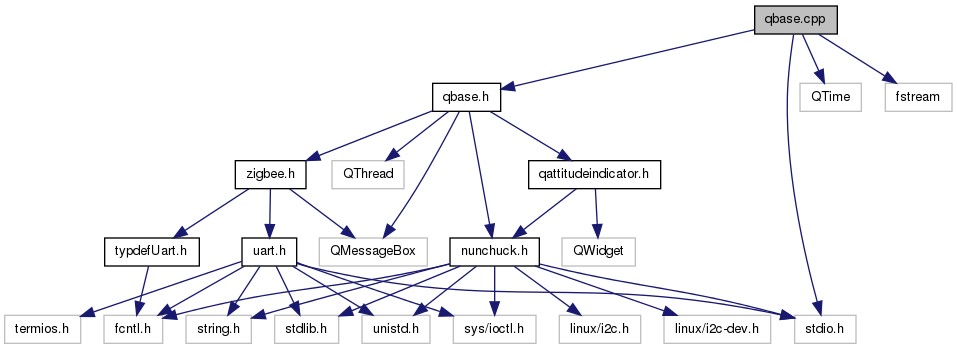 qbase.cpp
qbase.h
QTime
fstream
zigbee.h
QThread
qattitudeindicator.h
typdefUart.h
uart.h
QMessageBox
nunchuck.h
QWidget
termios.h
fcntl.h
string.h
stdlib.h
unistd.h
sys/ioctl.h
linux/i2c.h
linux/i2c-dev.h
stdio.h